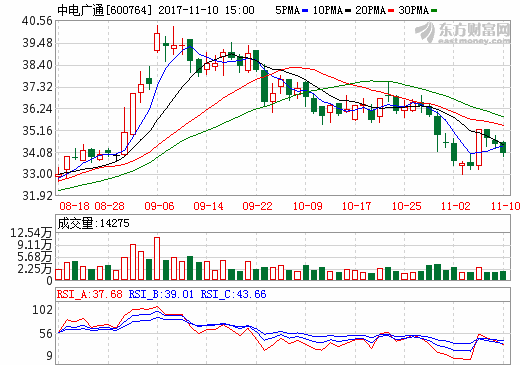 中电广通[600764] 2017-11-10 15:00 5PMA 10PMA 20PMA 30PMA
东方财富网
eastmoney.com
40.56
39.48
38.40
37.32
36.24
35.16
34.08
33.00
31.92
08-18 08-28 09-06 09-14 09-22 10-09 10-17 10-25 11-02 11-10
成交量:14275
12.54万
9.11万
5.68万
2.25万
0
RSI_A:37.68 RSI_B:39.01 RSI_C:43.66
102
56
9